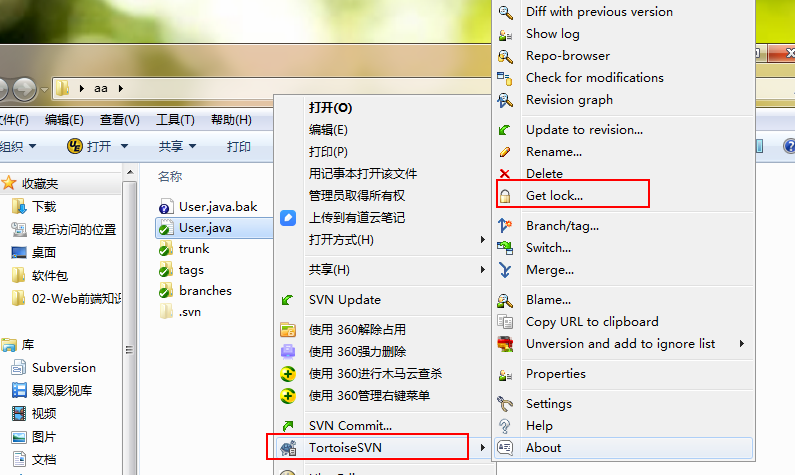 aa
文件(F) 编辑(E) 查看(V) 工具(T) 帮助(H)
组织 打开 共享 打印
收藏夹
下载
最近访问的位置
桌面
软件包
02-Web前端知识
库
Subversion
暴风影视库
视频
图片
文档
名称
User.java.bak
User.java
trunk
tags
branches
.svn
打开(O)
编辑(E)
打印(P)
用记事本打开该文件
管理员取得所有权
上传到有道云笔记
打开方式(H)
共享(H)
SVN Update
使用 360解除占用
使用 360强力删除
使用 360进行木马云查杀
使用 360管理右键菜单
SVN Commit...
TortoiseSVN
Diff with previous version
Show log
Repo-browser
Check for modifications
Revision graph
Update to revision...
Rename...
Delete
Get lock...
Branch/tag...
Switch...
Merge...
Blame...
Copy URL to clipboard
Unversion and add to ignore list
Properties
Settings
Help
About